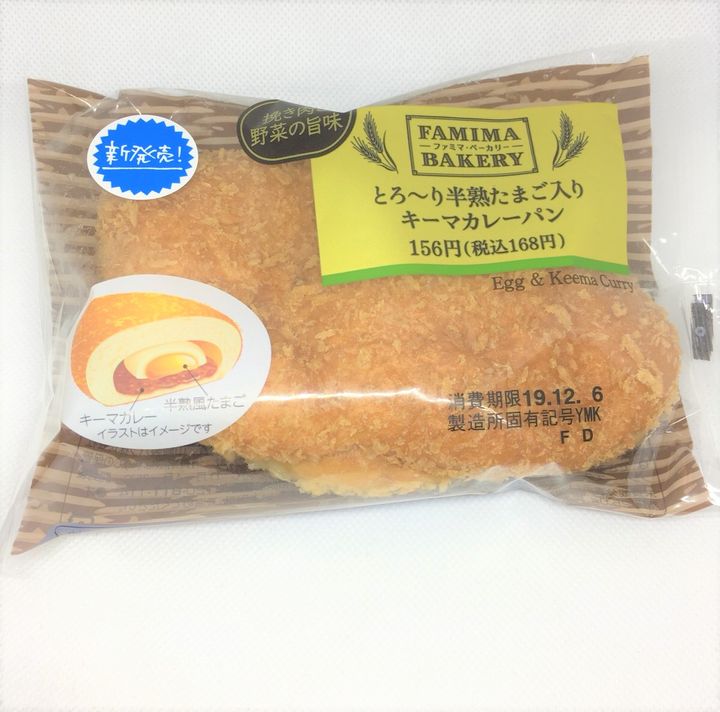 挽き肉と
野菜の旨味
新発売!
FAMIMA
ファミマ・ベーカリー
BAKERY
とろ〜り半熟たまご入り
キーマカレーパン
156円(税込168円)
Egg & Keema Curry
半熟風たまご
キーマカレー
イラストはイメージです
消費期限19.12. 6
製造所固有記号YMK
F D